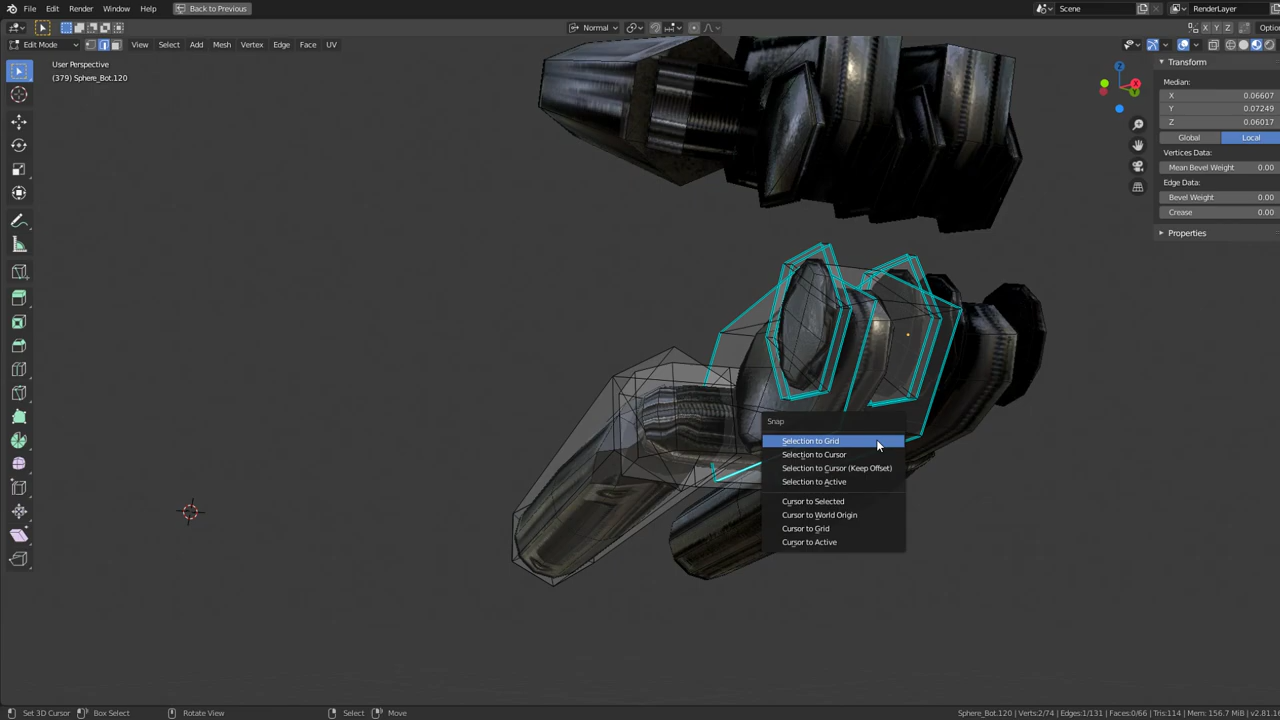 File Edit Render Window Help Back to Previous Scene RenderLayer
Normal Optio
Edit Mode View Select Add Mesh Vertex Edge Face UV
User Perspective
(379) Sphere_Bot.120
Transform
Median:
X 0.06607
Y 0.07249
Z 0.06017
Global Local
Vertices Data:
Mean Bevel Weight 0.00
Edge Data:
Bevel Weight 0.00
Crease 0.00
Properties
Z
X
Y
Snap
Selection to Grid
Selection to Cursor
Selection to Cursor (Keep Offset)
Selection to Active
Cursor to Selected
Cursor to World Origin
Cursor to Grid
Cursor to Active
Set 3D Cursor Box Select Rotate View Select Move Sphere_Bot.120 | Verts:2/74 | Edges:1/131 | Faces:0/66 | Tris:114 | Mem: 156.7 MiB | v2.81.1